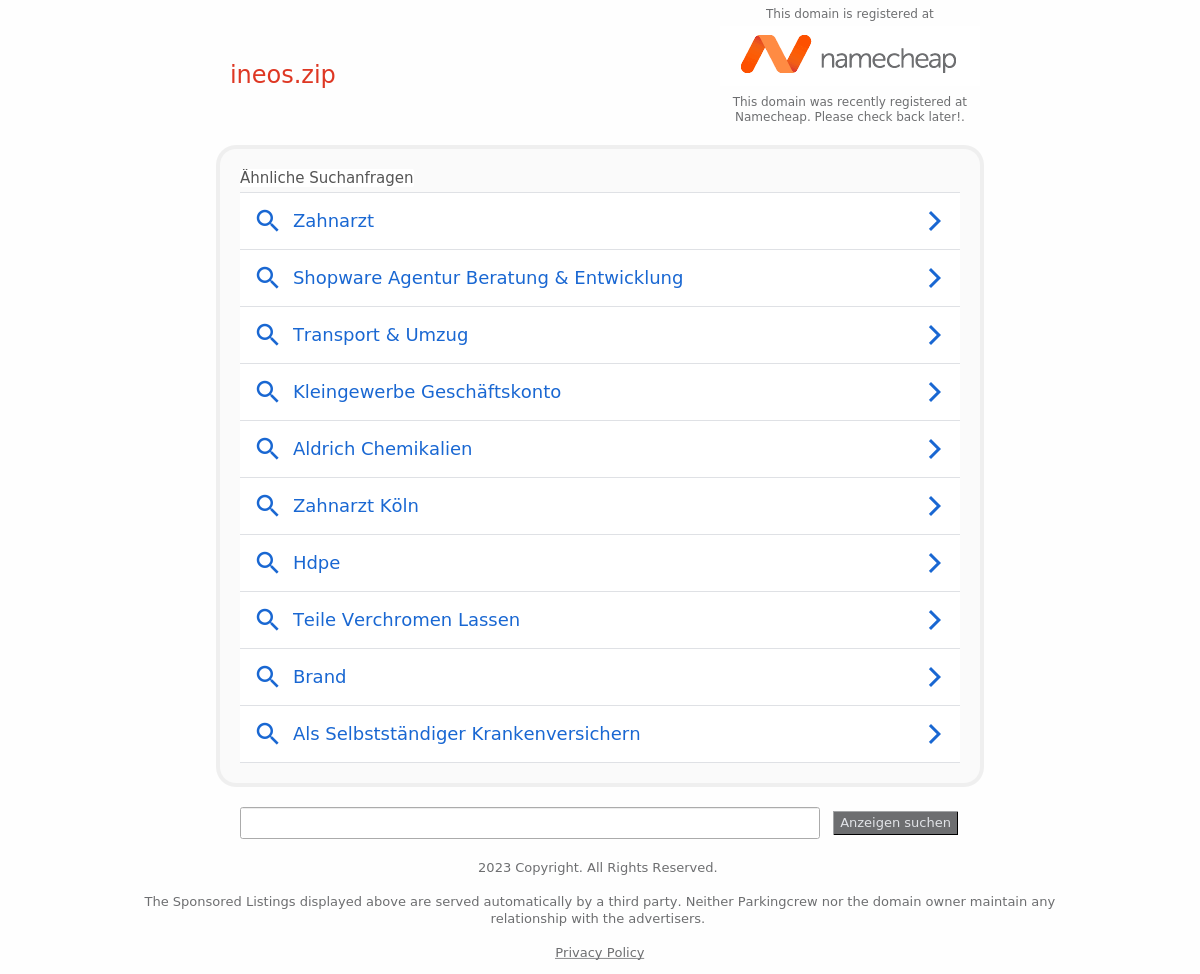 This domain is registered at
namecheap
ineos.zip
This domain was recently registered at
Namecheap. Please check back later!.
Ähnliche Suchanfragen
Zahnarzt
Shopware Agentur Beratung & Entwicklung
Transport & Umzug
Kleingewerbe Geschäftskonto
Aldrich Chemikalien
Zahnarzt Köln
Hdpe
Teile Verchromen Lassen
Brand
Als Selbstständiger Krankenversichern
Anzeigen suchen
2023 Copyright. All Rights Reserved.
The Sponsored Listings displayed above are served automatically by a third party. Neither Parkingcrew nor the domain owner maintain any
relationship with the advertisers.
Privacy Policy